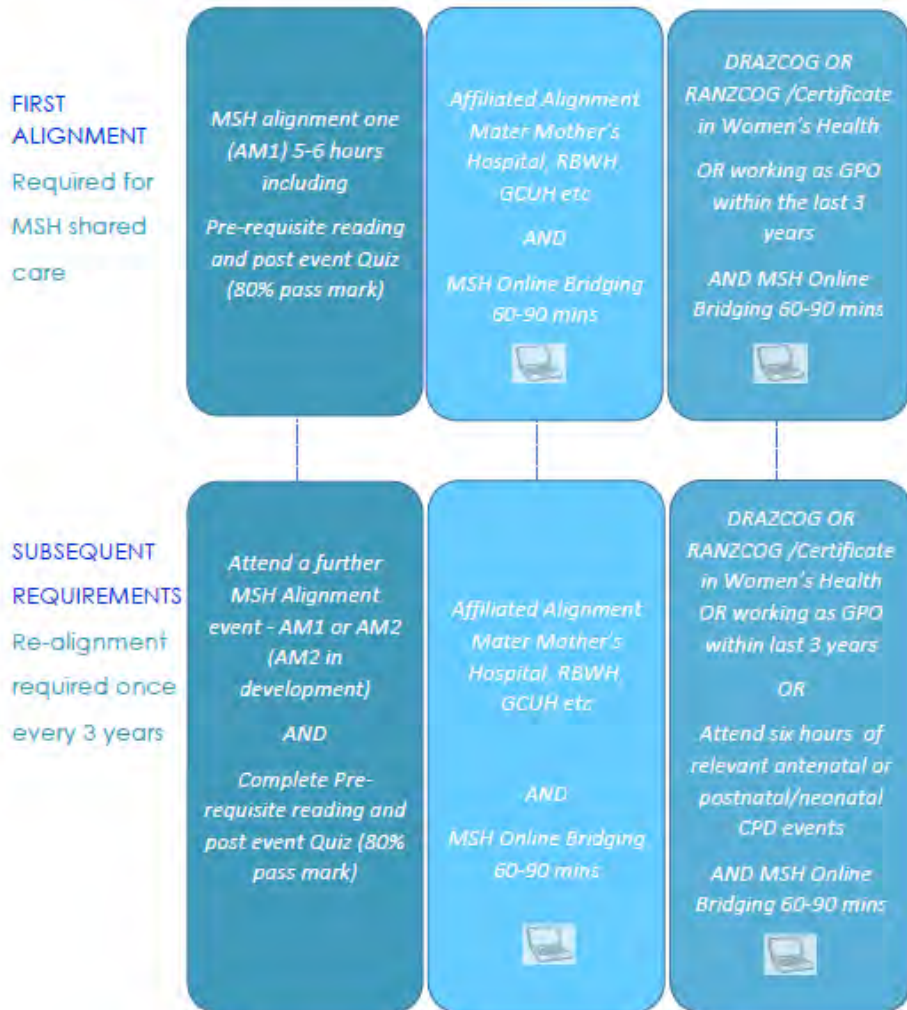 FIRST
ALIGNMENT
Required for
MSH shared
care
MSH alignment one
(AM1) 5-6 hours
including
Pre-requisite reading
and post event Quiz
(80% pass mark)
Affiliated Alignment
Mater Mother's
Hospital, RBWH,
GCUH etc
AND
MSH Online Bridging
60-90 mins
DRAZCOG OR
RANZCOG /Certificate
in Women's Health
OR working as GPO
within the last 3
years
AND MSH Online
Bridging 60-90 mins
SUBSEQUENT
REQUIREMENTS
Re-alignment
required once
every 3 years
Attend a further
MSH Alignment
event - AM1 or AM2
(AM2 in
development)
AND
Complete Pre-
requisite reading and
post event Quiz (80%
pass mark)
Affiliated Alignment
Mater Mother's
Hospital, RBWH,
GCUH etc
AND
MSH Online Bridging
60-90 mins
DRAZCOG OR
RANZCOG /Certificate
in Women's Health
OR working as GPO
within last 3 years
OR
Attend six hours of
relevant antenatal or
postnatal/neonatal
CPD events
AND MSH Online
Bridging 60-90 mins